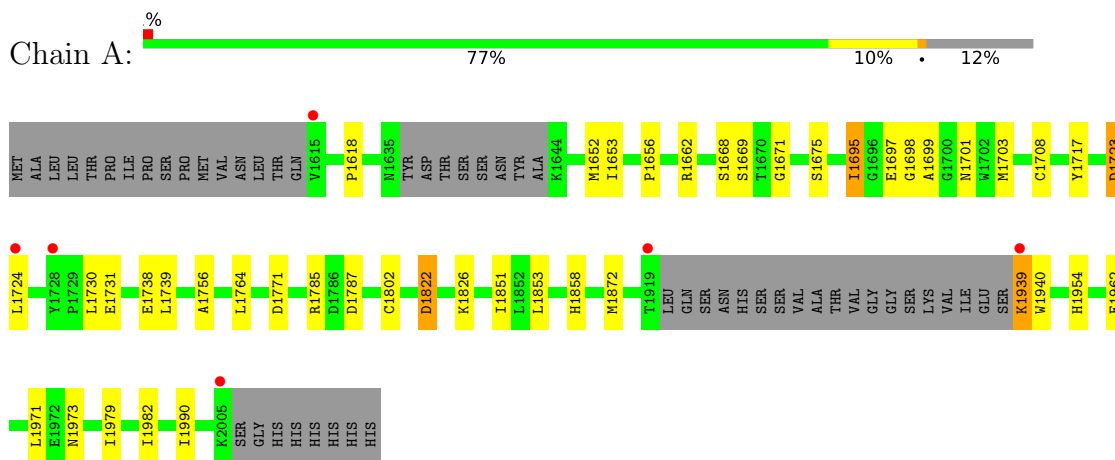 .%
Chain A:
77% 10% • 12%
MET ALA LEU LEU THR PRO ILE PRO SER PRO MET VAL ASN LEU THR GLN V1615 P1618 N1635 TYR ASP THR SER SER ASN TYR ALA K1644 M1652 I1653 P1656 R1662 S1668 S1669 T1670 G1671 S1675 I1695 G1696 E1697 G1698 A1699 G1700 N1701 W1702 M1703 C1708 Y1717 D1723
L1724 Y1728 P1729 L1730 E1731 E1738 L1739 A1756 L1764 D1771 R1785 D1786 D1787 C1802 D1822 K1826 I1851 L1852 L1853 H1858 M1872 T1919 LEU GLN SER ASN HIS SER SER VAL ALA THR VAL GLY GLY SER LYS VAL ILE GLU SER K1939 W1940 H1954
L1971 E1972 N1973 I1979 I1982 I1990 K2005 SER GLY HIS HIS HIS HIS HIS HIS